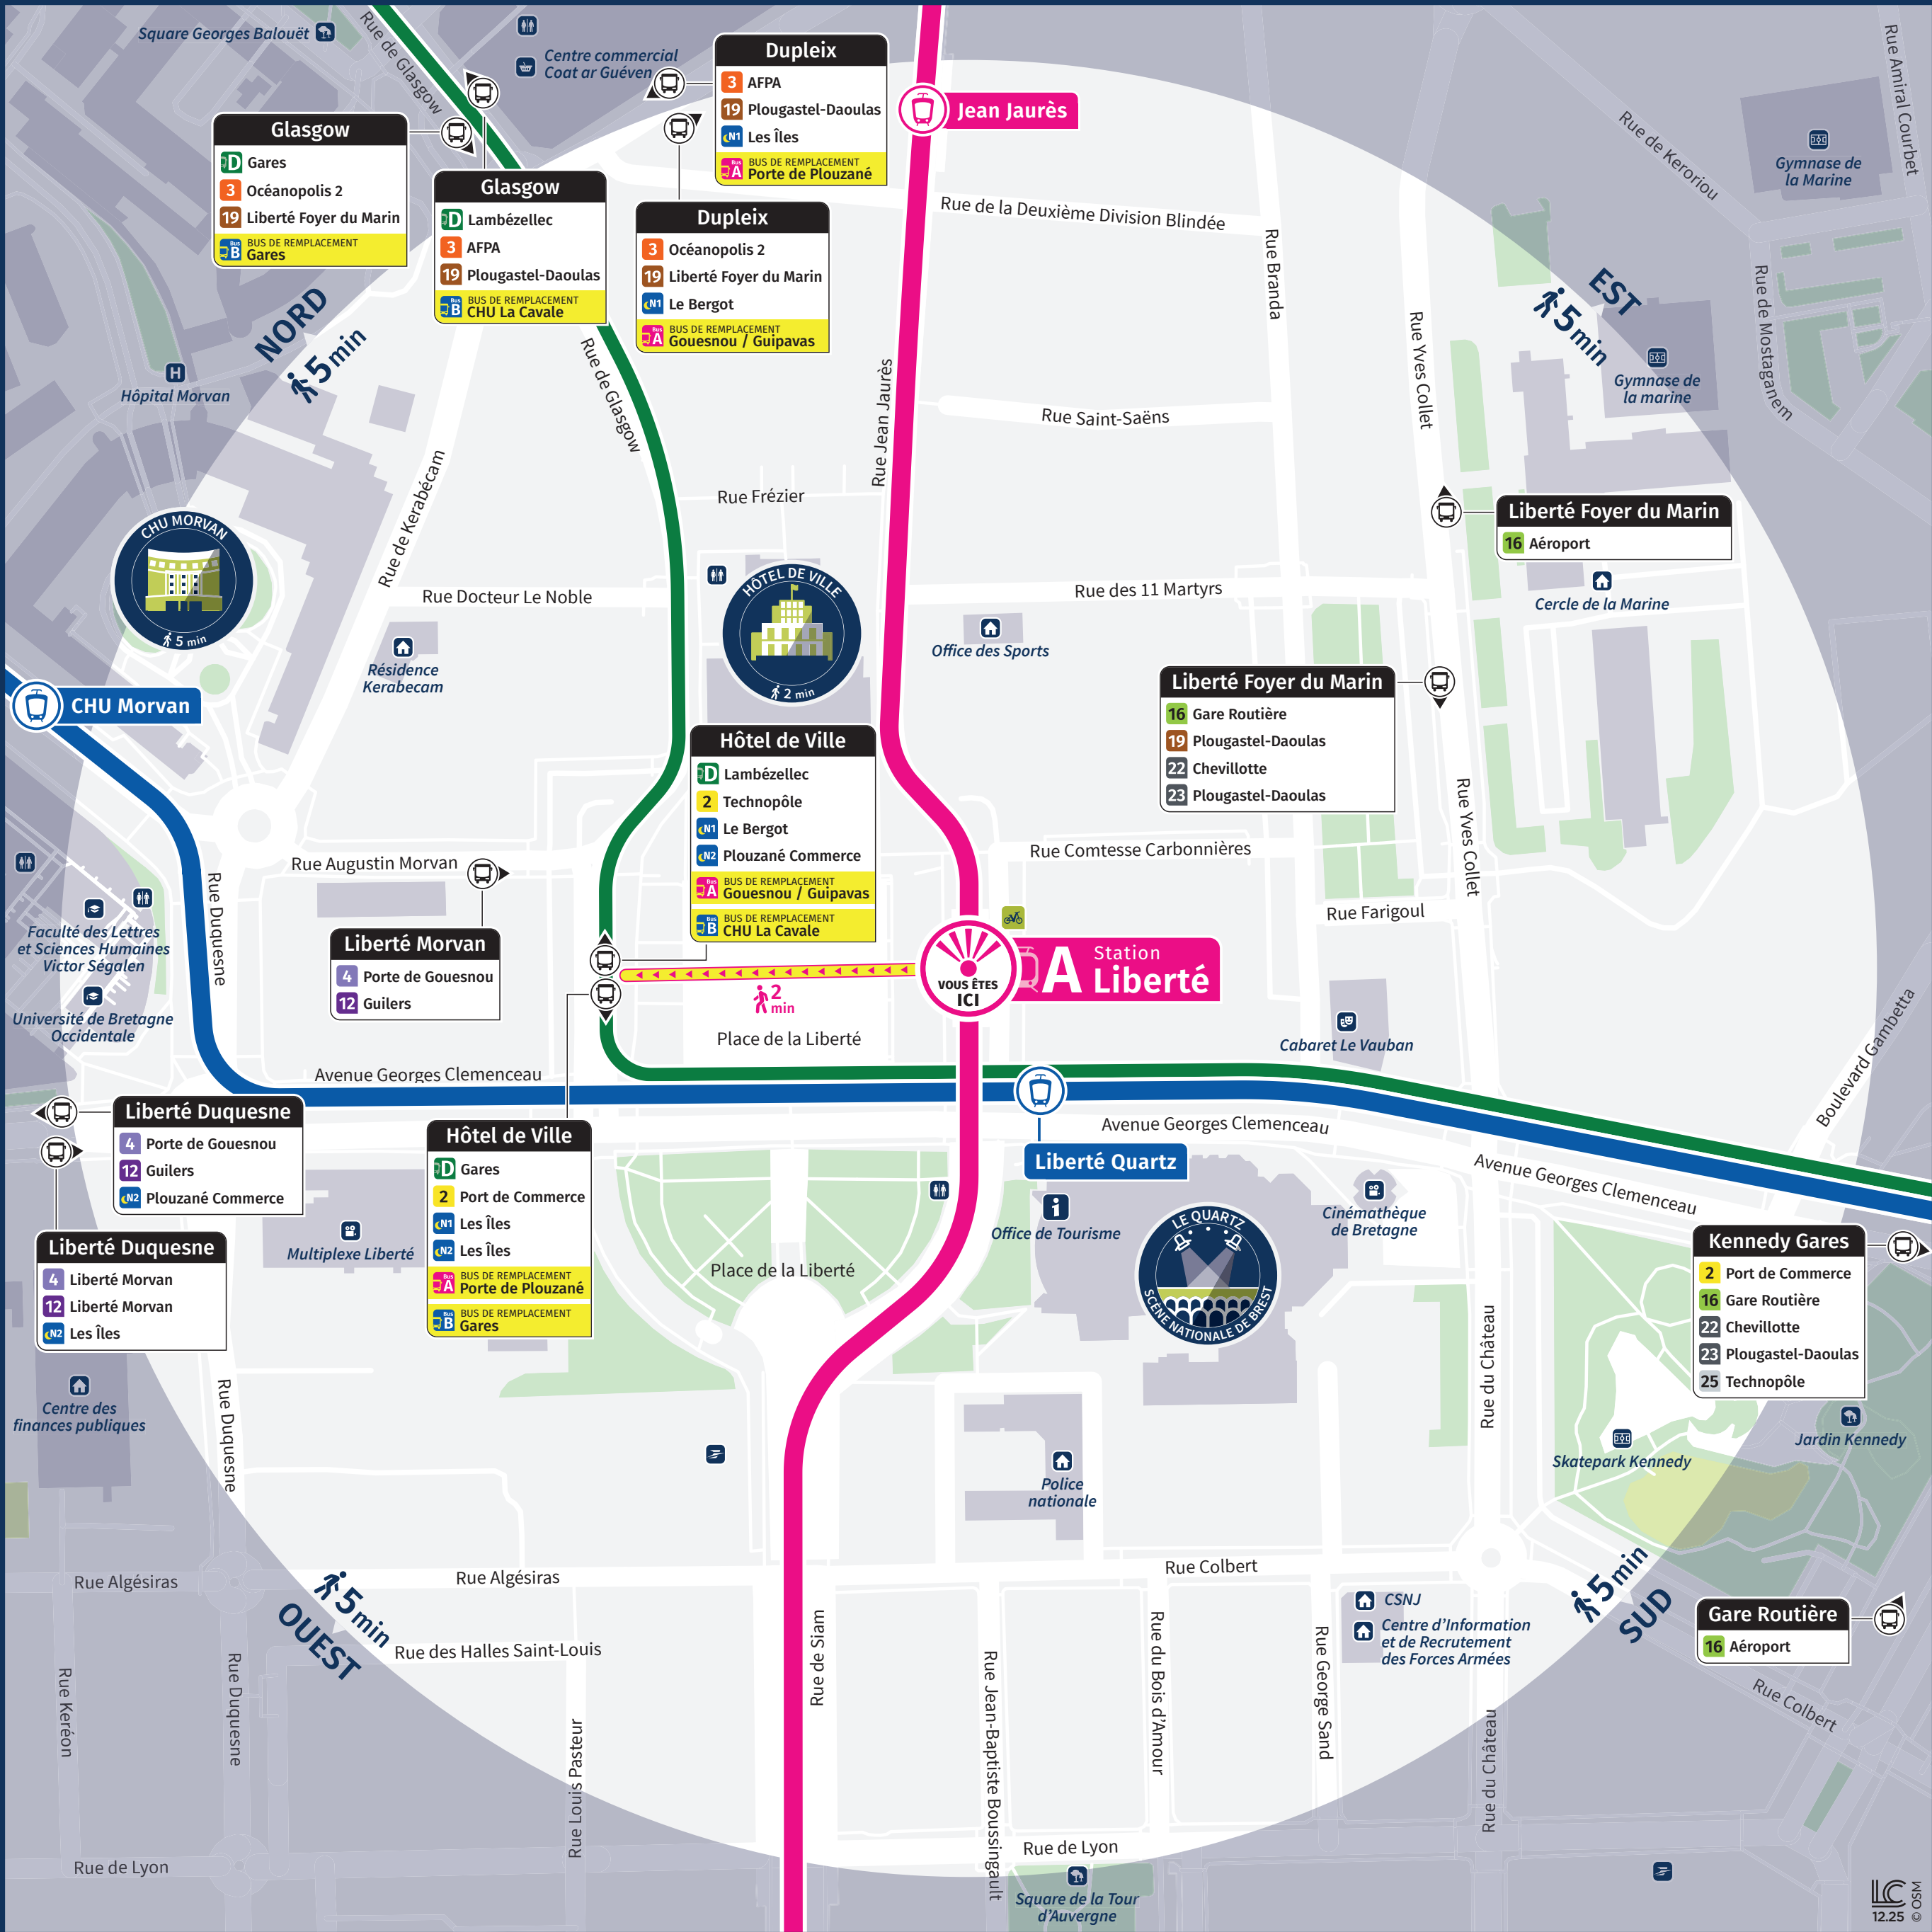 Square Georges Balouët
Rue de Glasgow
Centre commercial
Coat ar Guéven
Dupleix
3 AFPA
19 Plougastel-Daoulas
N1 Les Îles
Bus A BUS DE REMPLACEMENT
Porte de Plouzané
Jean Jaurès
Rue Amiral Courbet
Rue de Keroriou
Gymnase de
la Marine
Glasgow
D Gares
3 Océanopolis 2
19 Liberté Foyer du Marin
Bus B BUS DE REMPLACEMENT
Gares
Glasgow
D Lambézellec
3 AFPA
19 Plougastel-Daoulas
Bus B BUS DE REMPLACEMENT
CHU La Cavale
Dupleix
3 Océanopolis 2
19 Liberté Foyer du Marin
N1 Le Bergot
Bus A BUS DE REMPLACEMENT
Gouesnou / Guipavas
Rue de la Deuxième Division Blindée
Rue Branda
Rue Yves Collet
Rue de Mostaganem
NORD
5 min
EST
5 min
Gymnase de
la marine
H
Hôpital Morvan
Rue de Glasgow
Rue Jean Jaurès
Rue Saint-Saëns
Rue de Kerabécam
Rue Frézier
CHU MORVAN
5 min
Liberté Foyer du Marin
16 Aéroport
Rue Docteur Le Noble
HÔTEL DE VILLE
2 min
Rue des 11 Martyrs
Cercle de la Marine
Résidence
Kerabecam
Office des Sports
CHU Morvan
Liberté Foyer du Marin
16 Gare Routière
19 Plougastel-Daoulas
22 Chevillotte
23 Plougastel-Daoulas
Hôtel de Ville
D Lambézellec
2 Technopôle
N1 Le Bergot
N2 Plouzané Commerce
Bus A BUS DE REMPLACEMENT
Gouesnou / Guipavas
Bus B BUS DE REMPLACEMENT
CHU La Cavale
Rue Yves Collet
Rue Augustin Morvan
Rue Comtesse Carbonnières
Rue Farigoul
Rue Duquesne
Faculté des Lettres
et Sciences Humaines
Victor Ségalen
Université de Bretagne
Occidentale
Liberté Morvan
4 Porte de Gouesnou
12 Guilers
2
min
VOUS ÊTES
ICI
A Station
Liberté
Place de la Liberté
Cabaret Le Vauban
Boulevard Gambetta
Avenue Georges Clemenceau
Liberté Duquesne
4 Porte de Gouesnou
12 Guilers
N2 Plouzané Commerce
Avenue Georges Clemenceau
Liberté Quartz
Hôtel de Ville
D Gares
2 Port de Commerce
N1 Les Îles
N2 Les Îles
Bus A BUS DE REMPLACEMENT
Porte de Plouzané
Bus B BUS DE REMPLACEMENT
Gares
Avenue Georges Clemenceau
Liberté Duquesne
4 Liberté Morvan
12 Liberté Morvan
N2 Les Îles
Multiplexe Liberté
Office de Tourisme
LE QUARTZ
SCÈNE NATIONALE DE BREST
Cinémathèque
de Bretagne
Kennedy Gares
2 Port de Commerce
16 Gare Routière
22 Chevillotte
23 Plougastel-Daoulas
25 Technopôle
Place de la Liberté
Rue du Château
Centre des
finances publiques
Rue Duquesne
Jardin Kennedy
Skatepark Kennedy
Police
nationale
Rue Algésiras
Rue Algésiras
Rue Colbert
5 min
OUEST
5 min
SUD
CSNJ
Centre d'Information
et de Recrutement
des Forces Armées
Gare Routière
16 Aéroport
Rue des Halles Saint-Louis
Rue de Siam
Rue Jean-Baptiste Boussingault
Rue du Bois d'Amour
Rue George Sand
Rue du Château
Rue Colbert
Rue Keréon
Rue Duquesne
Rue Louis Pasteur
Rue de Lyon
Rue de Lyon
Square de la Tour
d'Auvergne
LC
12.25
© OSM